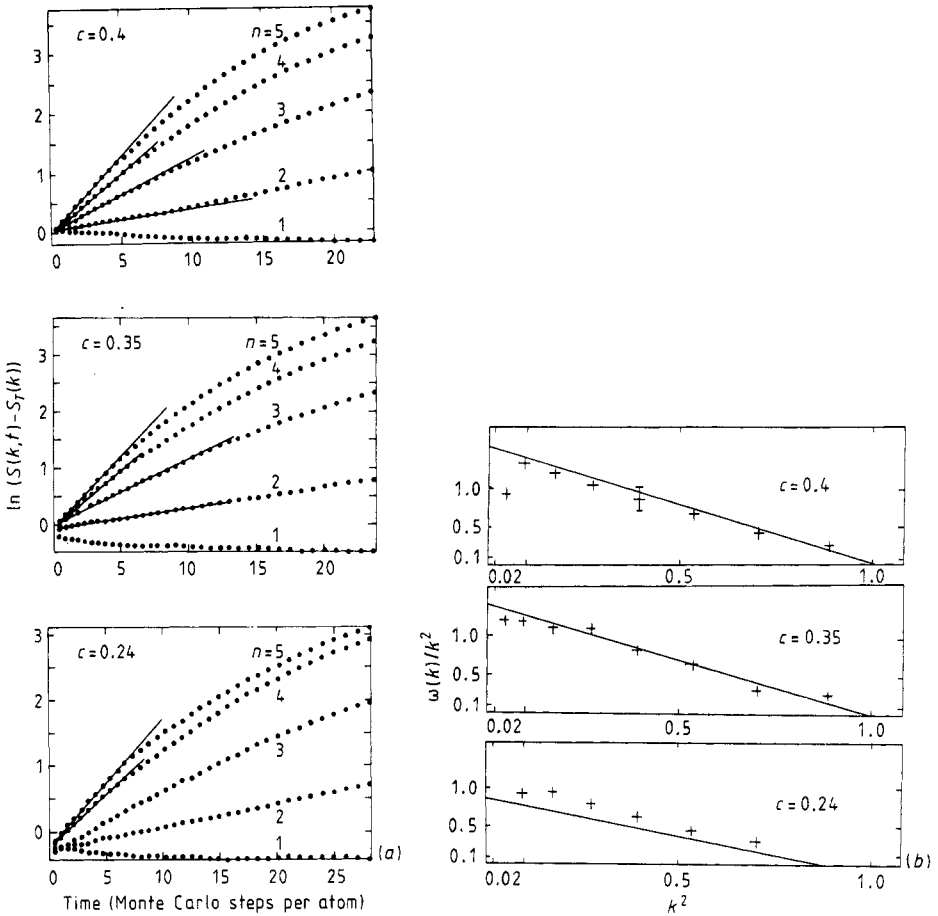 c=0.4
n=5
4
3
2
1
3
2
1
0
0 5 10 15 20
c=0.35
n=5
4
3
2
1
3
2
1
0
0 5 10 15 20
ln (S(k,t)−S_T(k))
c=0.24
n=5
4
3
2
1
3
2
1
0
0 5 10 15 20 25
(a)
Time (Monte Carlo steps per atom)
c=0.4
1.0
0.5
0.1
0.02 0.5 1.0
c=0.35
1.0
0.5
0.1
0.02 0.5 1.0
ω(k)/k²
c=0.24
1.0
0.5
0.1
0.02 0.5 1.0
(b)
k²